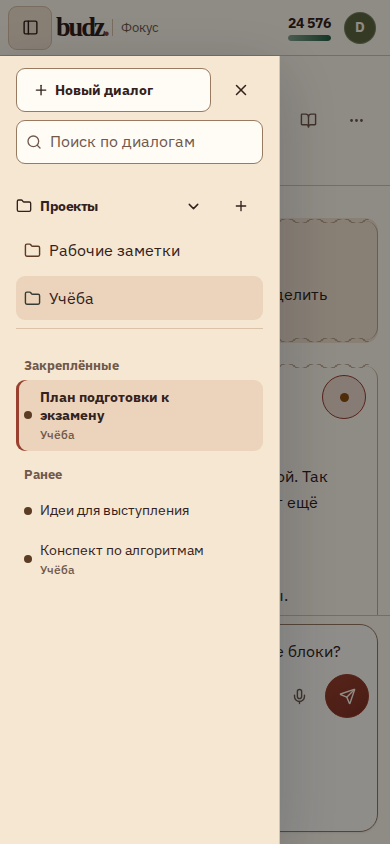 budz. Фокус
24 576
D
Новый диалог
Поиск по диалогам
Проекты
Рабочие заметки
Учёба
Закреплённые
План подготовки к
экзамену
Учёба
Ранее
Идеи для выступления
Конспект по алгоритмам
Учёба
ой. Так
ещё
е блоки?